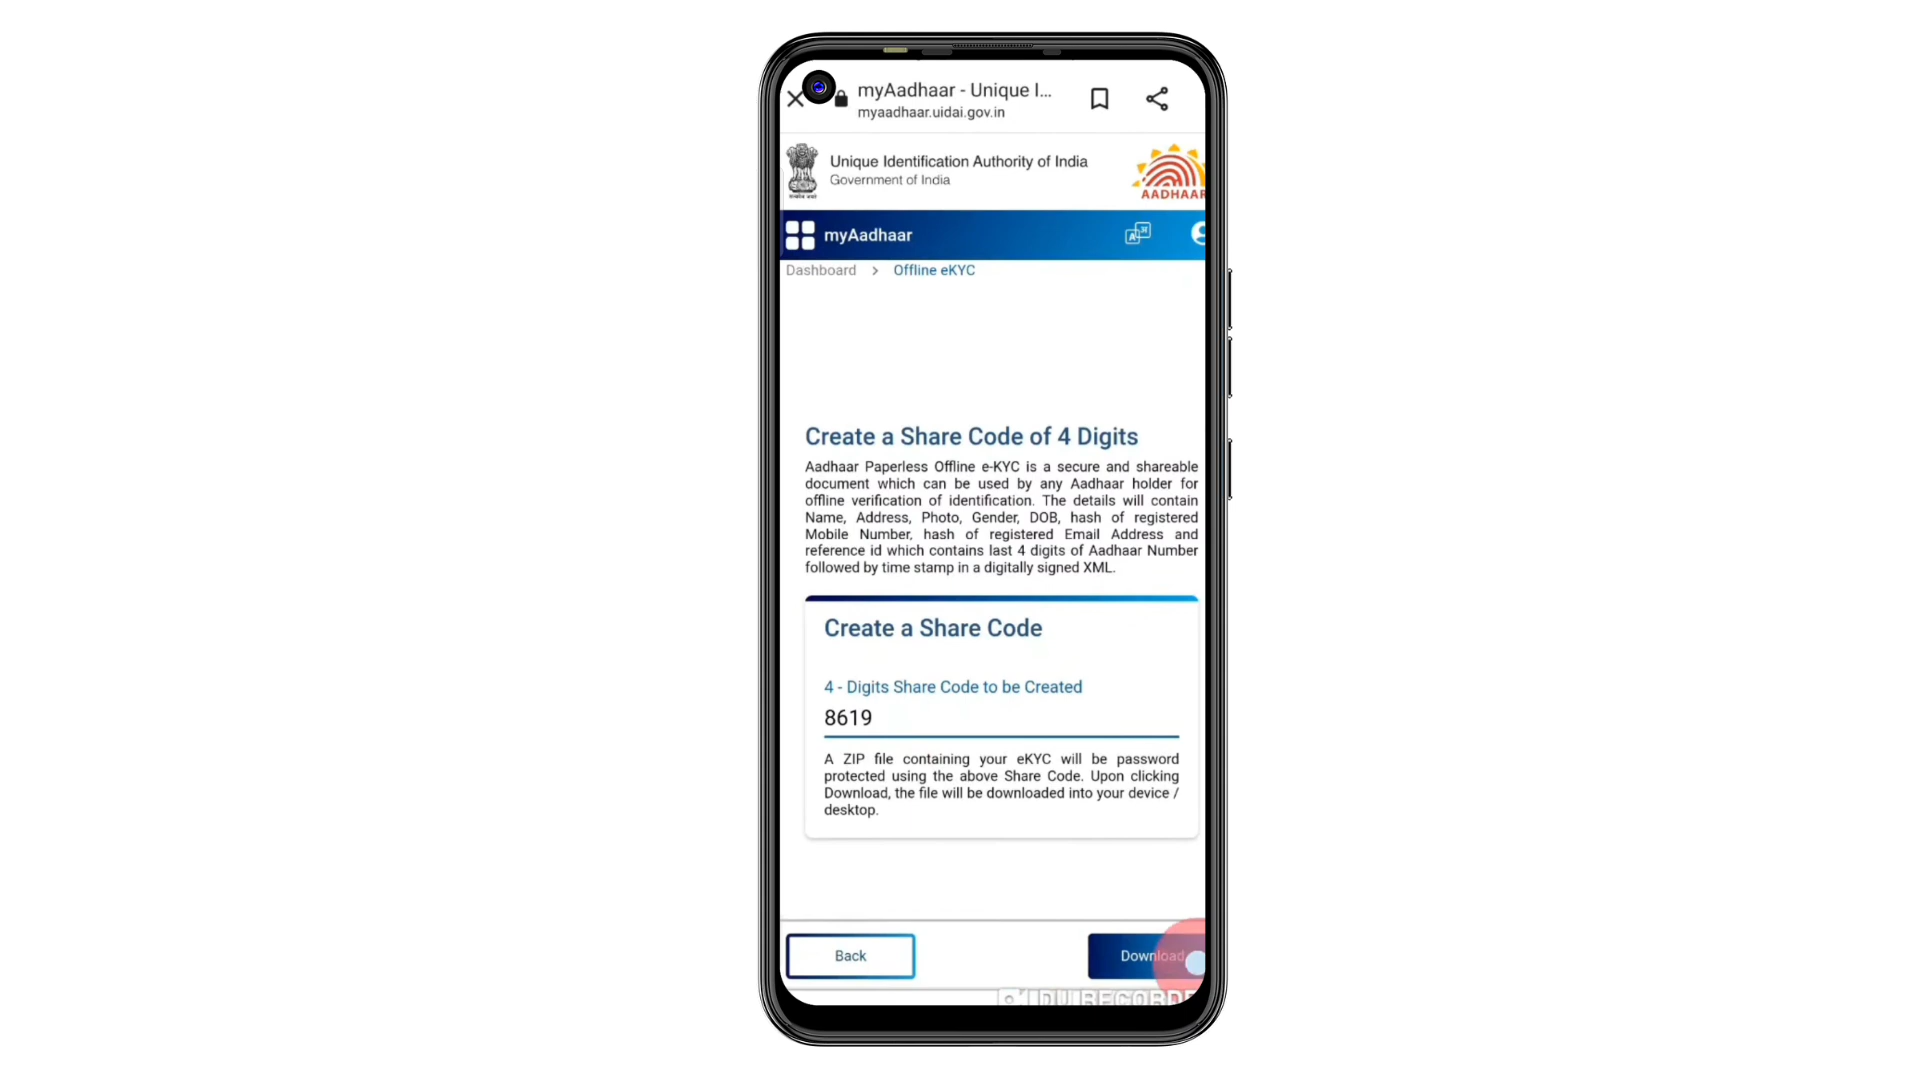 myAadhaar - Unique I...
myaadhaar.uidai.gov.in
Unique Identification Authority of India
Government of India
AADHAAR
myAadhaar
Dashboard > Offline eKYC
Create a Share Code of 4 Digits
Aadhaar Paperless Offline e-KYC is a secure and shareable
document which can be used by any Aadhaar holder for
offline verification of identification. The details will contain
Name, Address, Photo, Gender, DOB, hash of registered
Mobile Number, hash of registered Email Address and
reference id which contains last 4 digits of Aadhaar Number
followed by time stamp in a digitally signed XML.
Create a Share Code
4 - Digits Share Code to be Created
8619
A ZIP file containing your eKYC will be password
protected using the above Share Code. Upon clicking
Download, the file will be downloaded into your device /
desktop.
Back
Download